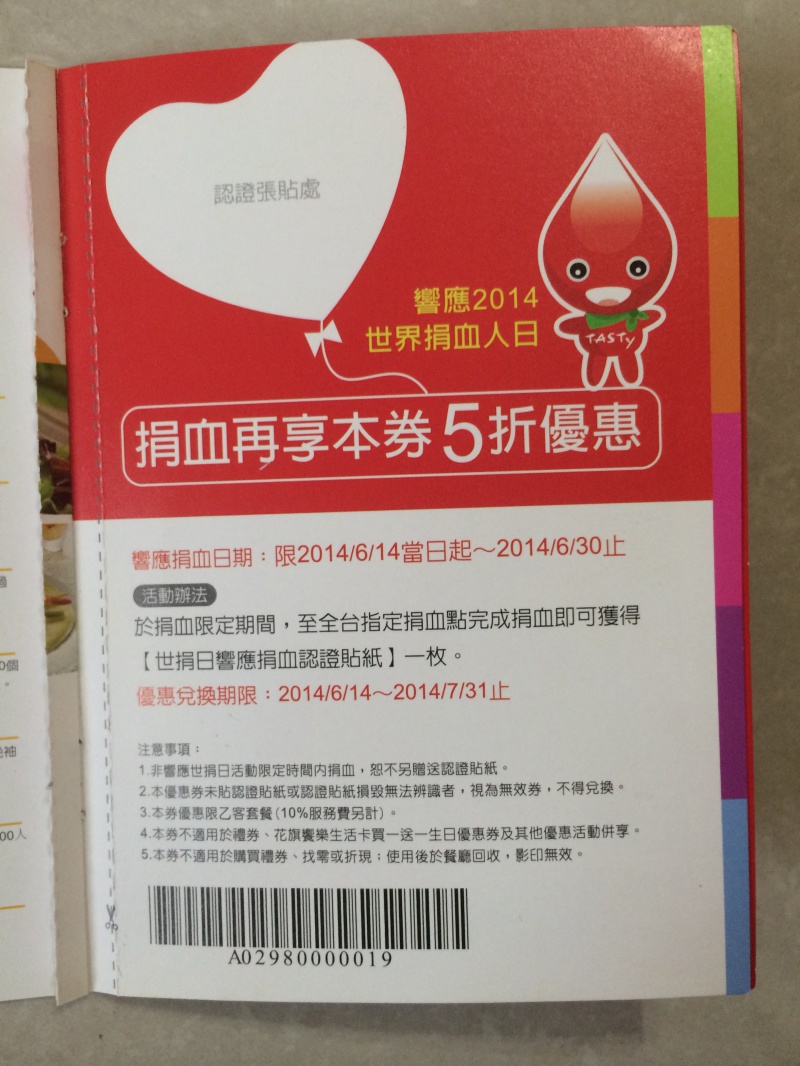 認證張貼處
響應2014
世界捐血人日
TASTy
捐血再享本券5折優惠
響應捐血日期：限2014/6/14當日起～2014/6/30止
活動辦法
於捐血限定期間，至全台指定捐血點完成捐血即可獲得
【世捐日響應捐血認證貼紙】一枚。
優惠兌換期限：2014/6/14～2014/7/31止
注意事項：
1.非響應世捐日活動限定時間內捐血，恕不另贈送認證貼紙。
2.本優惠券未貼認證貼紙或認證貼紙損毀無法辨識者，視為無效券，不得兌換。
3.本券優惠限乙客套餐(10%服務費另計)。
4.本券不適用於禮券、花旗饗樂生活卡買一送一生日優惠券及其他優惠活動併享。
5.本券不適用於購買禮券、找零或折現；使用後於餐廳回收，影印無效。
A02980000019
0個
。
袖
00人